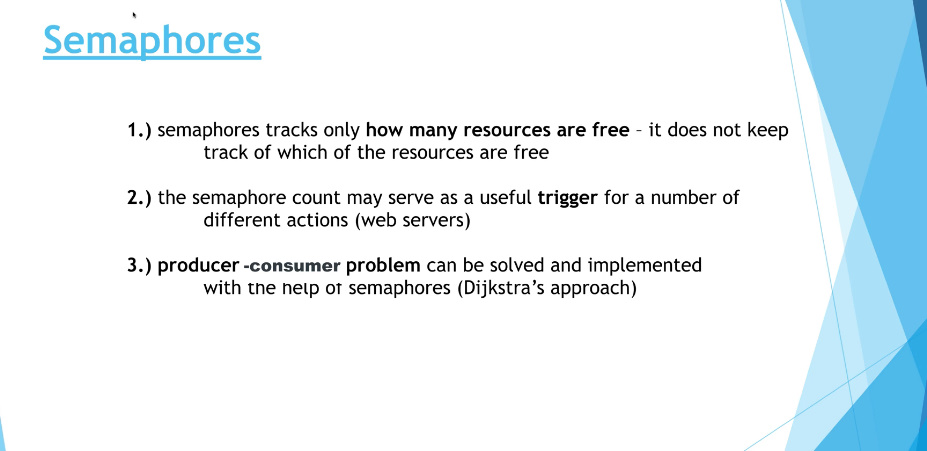 Semaphores
1.) semaphores tracks only how many resources are free – it does not keep
track of which of the resources are free
2.) the semaphore count may serve as a useful trigger for a number of
different actions (web servers)
3.) producer -consumer problem can be solved and implemented
with the help of semaphores (Dijkstra's approach)